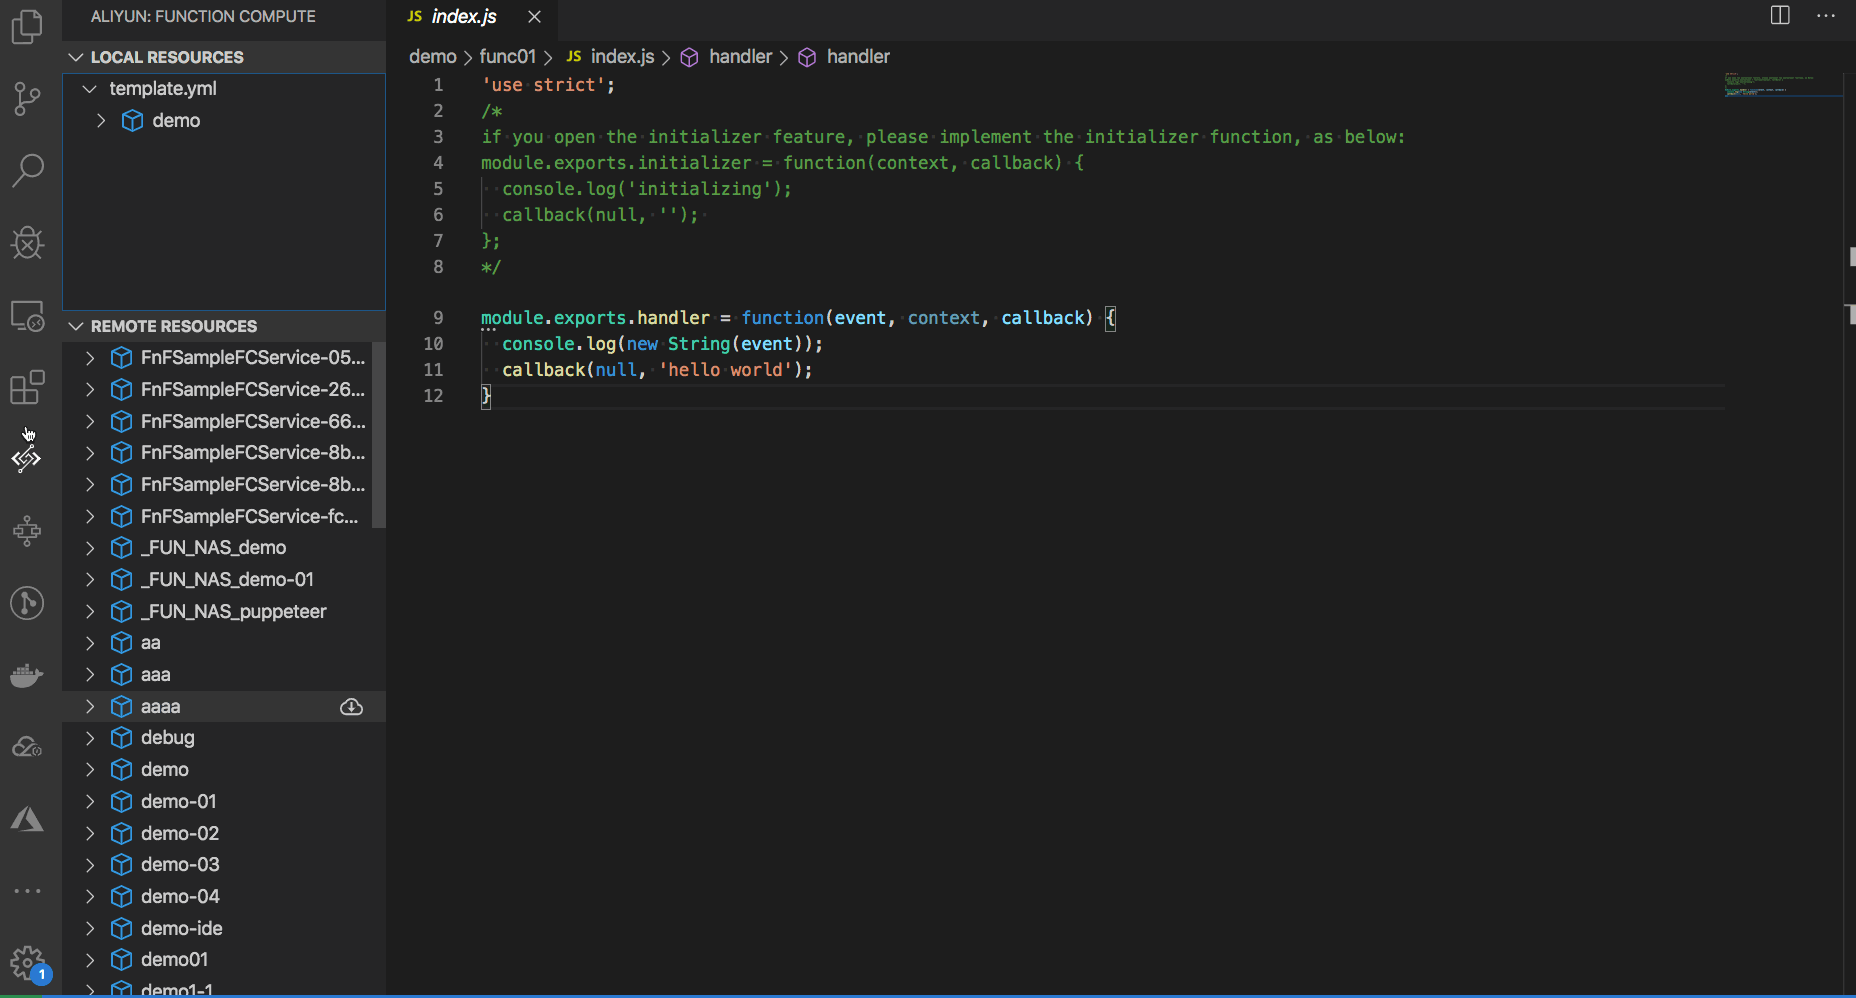 ALIYUN: FUNCTION COMPUTE
LOCAL RESOURCES
template.yml
demo
REMOTE RESOURCES
FnFSampleFCService-05...
FnFSampleFCService-26...
FnFSampleFCService-66...
FnFSampleFCService-8b...
FnFSampleFCService-8b...
FnFSampleFCService-fc...
_FUN_NAS_demo
_FUN_NAS_demo-01
_FUN_NAS_puppeteer
aa
aaa
aaaa
debug
demo
demo-01
demo-02
demo-03
demo-04
demo-ide
demo01
demo1-1
1
JS index.js
demo > func01 > JS index.js > handler > handler
1 'use strict';
2 /*
3 if you open the initializer feature, please implement the initializer function, as below:
4 module.exports.initializer = function(context, callback) {
5 console.log('initializing');
6 callback(null, '');
7 };
8 */
9 module.exports.handler = function(event, context, callback) {
10 console.log(new String(event));
11 callback(null, 'hello world');
12 }